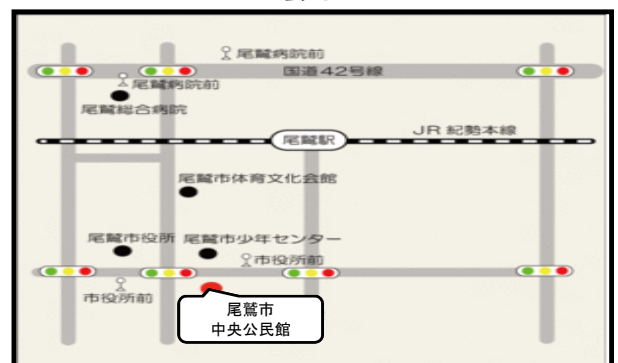 尾鷲病院前
国道42号線
尾鷲病院前
尾鷲総合病院
JR 紀勢本線
尾鷲駅
尾鷲市体育文化会館
尾鷲市役所
尾鷲市少年センター
市役所前
市役所前
尾鷲市
中央公民館